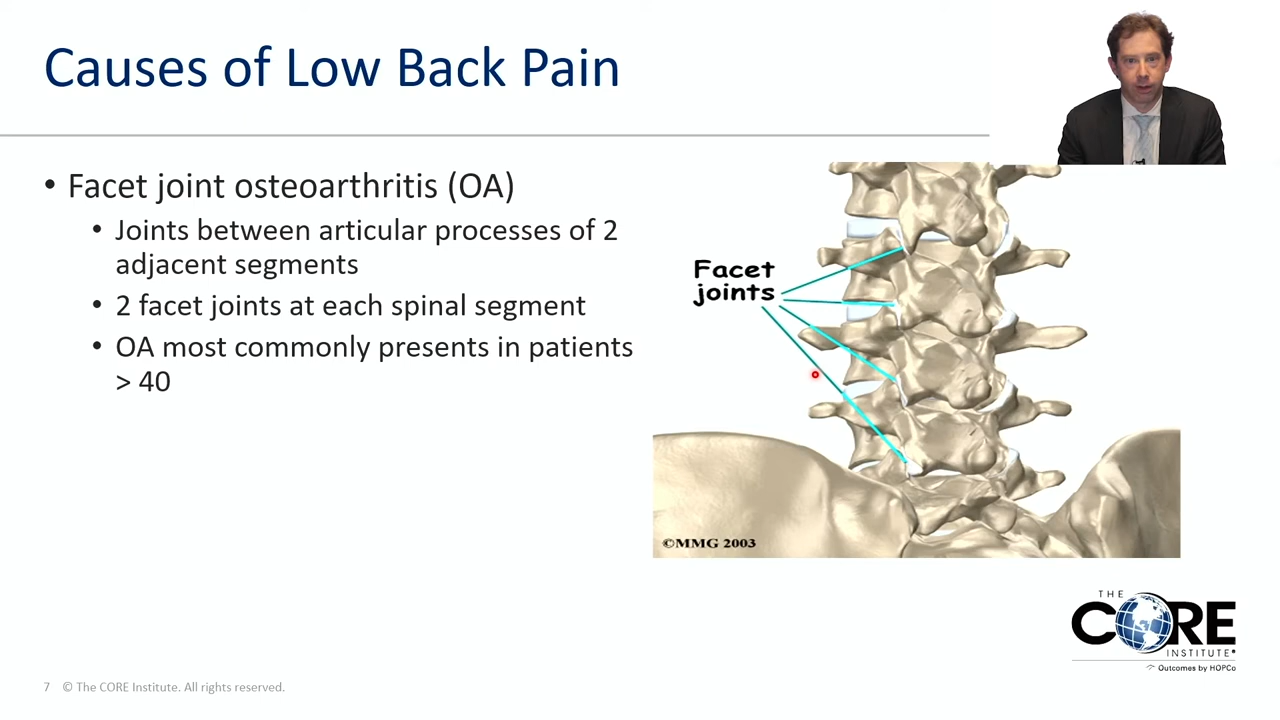 Causes of Low Back Pain
• Facet joint osteoarthritis (OA)
• Joints between articular processes of 2
adjacent segments
• 2 facet joints at each spinal segment
• OA most commonly presents in patients
> 40
Facet
joints
©MMG 2003
THE
CORE
INSTITUTE®
Outcomes by HOPCo
7 © The CORE Institute. All rights reserved.